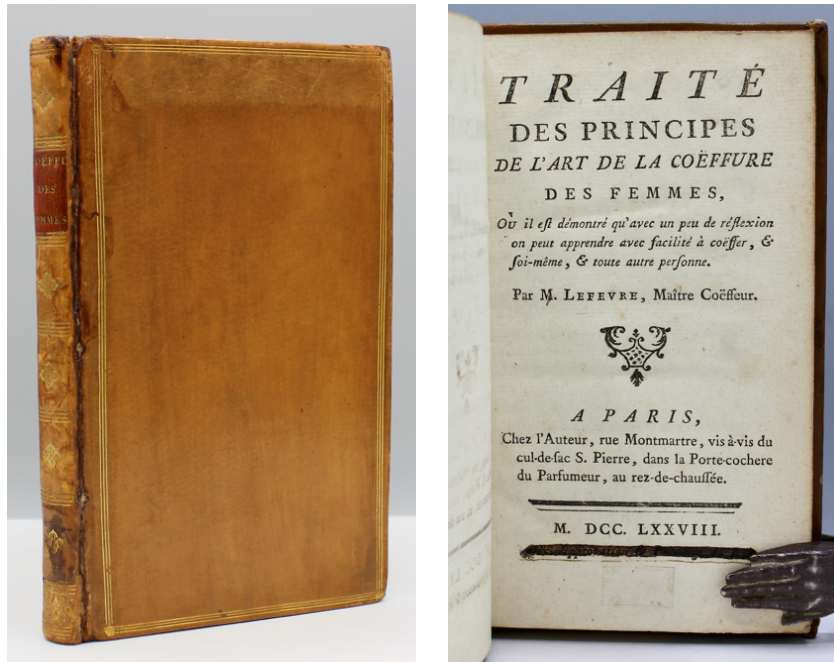 DES
TRAITÉ
DES PRINCIPES
DE L'ART DE LA COËFFURE
DES FEMMES,
Où il eſt démontré qu'avec un peu de réflexion
on peut apprendre avec facilité à coëffer, &
ſoi-même, & toute autre perſonne.
Par M. LEFEVRE, Maître Coëffeur.
A PARIS,
Chez l'Auteur, rue Montmartre, vis à-vis du
cul-de-ſac S. Pierre, dans la Porte-cochere
du Parfumeur, au rez-de-chauſſée.
M. DCC. LXXVIII.